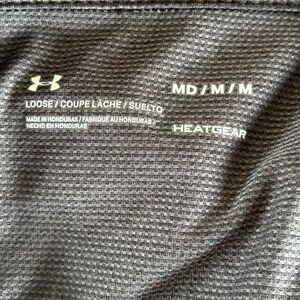 MD / M / M
LOOSE / COUPE LÂCHE / SUELTO
MADE IN HONDURAS / FABRIQUÉ AU HONDURAS /
HECHO EN HONDURAS
HEATGEAR